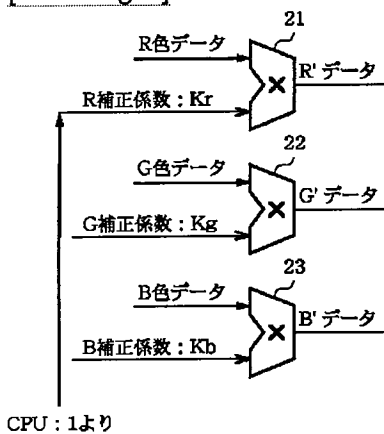 21
R色データ
R' データ
R補正係数：Kr
22
G色データ
G' データ
G補正係数：Kg
23
B色データ
B' データ
B補正係数：Kb
CPU：1より